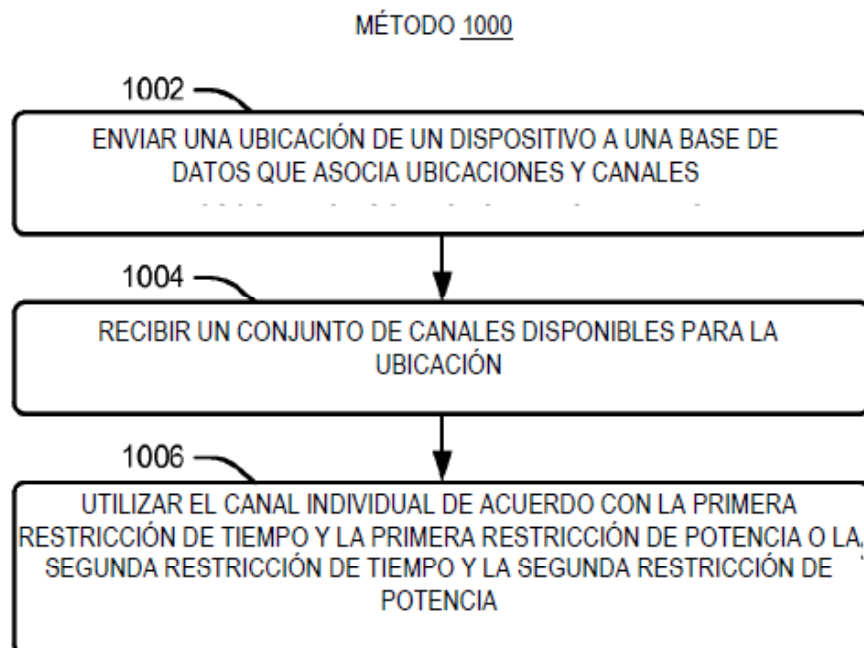 MÉTODO 1000
1002
ENVIAR UNA UBICACIÓN DE UN DISPOSITIVO A UNA BASE DE
DATOS QUE ASOCIA UBICACIONES Y CANALES
1004
RECIBIR UN CONJUNTO DE CANALES DISPONIBLES PARA LA
UBICACIÓN
1006
UTILIZAR EL CANAL INDIVIDUAL DE ACUERDO CON LA PRIMERA
RESTRICCIÓN DE TIEMPO Y LA PRIMERA RESTRICCIÓN DE POTENCIA O LA
SEGUNDA RESTRICCIÓN DE TIEMPO Y LA SEGUNDA RESTRICCIÓN DE
POTENCIA